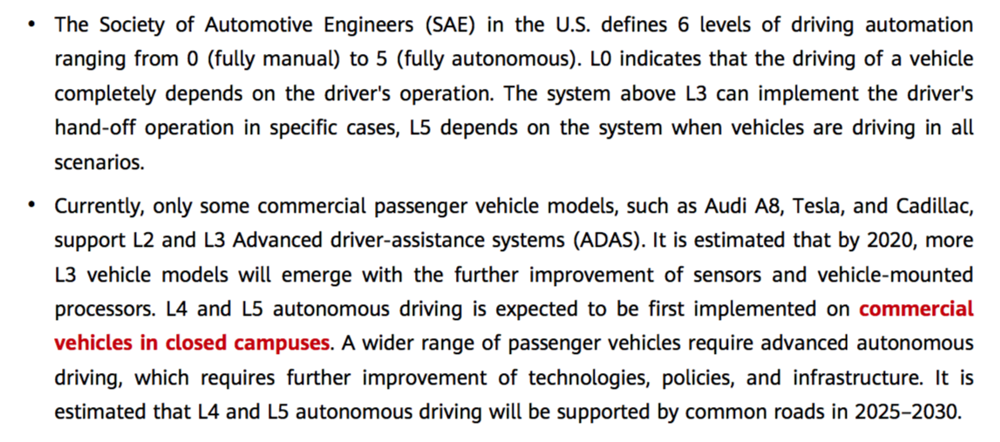 • The Society of Automotive Engineers (SAE) in the U.S. defines 6 levels of driving automation
ranging from 0 (fully manual) to 5 (fully autonomous). L0 indicates that the driving of a vehicle
completely depends on the driver's operation. The system above L3 can implement the driver's
hand-off operation in specific cases, L5 depends on the system when vehicles are driving in all
scenarios.
• Currently, only some commercial passenger vehicle models, such as Audi A8, Tesla, and Cadillac,
support L2 and L3 Advanced driver-assistance systems (ADAS). It is estimated that by 2020, more
L3 vehicle models will emerge with the further improvement of sensors and vehicle-mounted
processors. L4 and L5 autonomous driving is expected to be first implemented on commercial
vehicles in closed campuses. A wider range of passenger vehicles require advanced autonomous
driving, which requires further improvement of technologies, policies, and infrastructure. It is
estimated that L4 and L5 autonomous driving will be supported by common roads in 2025–2030.